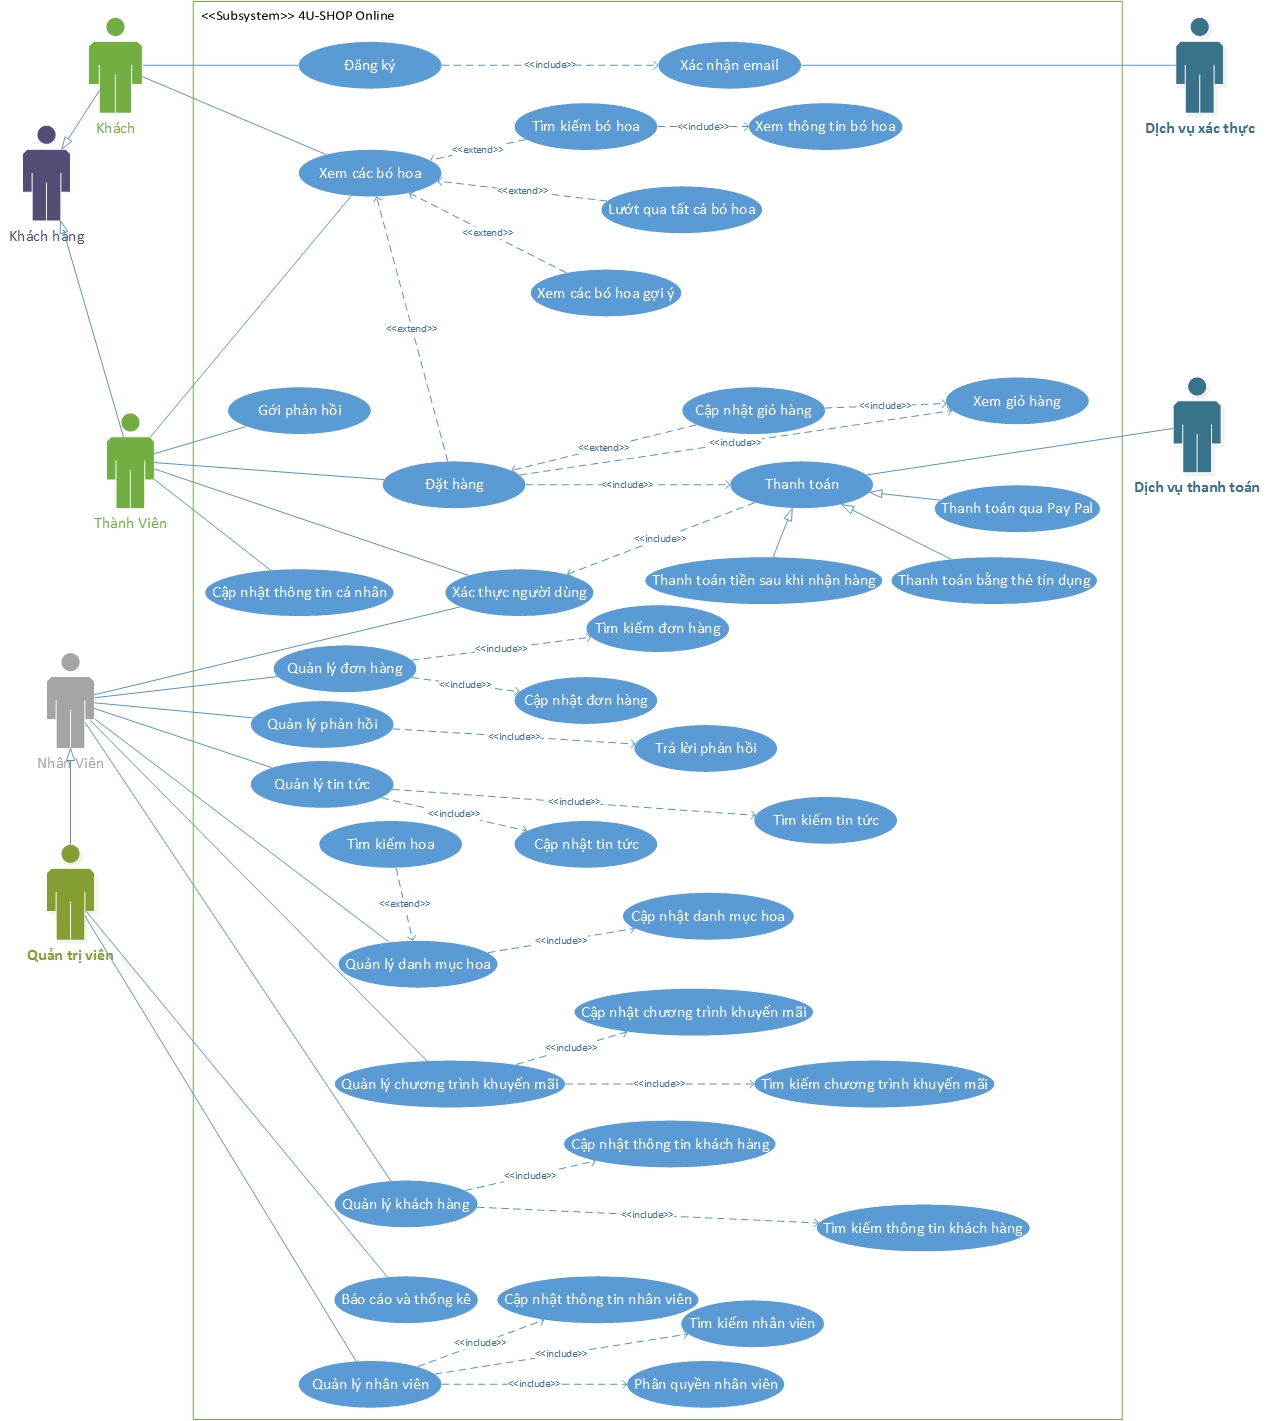 <<Subsystem>> 4U-SHOP Online
Đăng ký
<<include>>
Xác nhận email
Khách
Dịch vụ xác thực
Tìm kiếm bó hoa
<<include>>
Xem thông tin bó hoa
<<extend>>
Xem các bó hoa
<<extend>>
Lướt qua tất cả bó hoa
Khách hàng
<<extend>>
Xem các bó hoa gợi ý
<<extend>>
Gởi phản hồi
Cập nhật giỏ hàng
<<include>>
Xem giỏ hàng
<<extend>>
<<include>>
Đặt hàng
<<include>>
Thanh toán
Dịch vụ thanh toán
Thanh toán qua Pay Pal
Thành Viên
<<include>>
Thanh toán tiền sau khi nhận hàng
Thanh toán bằng thẻ tín dụng
Cập nhật thông tin cá nhân
Xác thực người dùng
Tìm kiếm đơn hàng
<<include>>
Quản lý đơn hàng
<<include>>
Cập nhật đơn hàng
Quản lý phản hồi
<<include>>
Trả lời phản hồi
Nhân Viên
Quản lý tin tức
<<include>>
<<include>>
Tìm kiếm tin tức
Tìm kiếm hoa
Cập nhật tin tức
<<extend>>
Cập nhật danh mục hoa
<<include>>
Quản trị viên
Quản lý danh mục hoa
Cập nhật chương trình khuyến mãi
<<include>>
Quản lý chương trình khuyến mãi
<<include>>
Tìm kiếm chương trình khuyến mãi
Cập nhật thông tin khách hàng
<<include>>
Quản lý khách hàng
<<include>>
Tìm kiếm thông tin khách hàng
Báo cáo và thống kê
Cập nhật thông tin nhân viên
Tìm kiếm nhân viên
<<include>>
<<include>>
Quản lý nhân viên
<<include>>
Phân quyền nhân viên